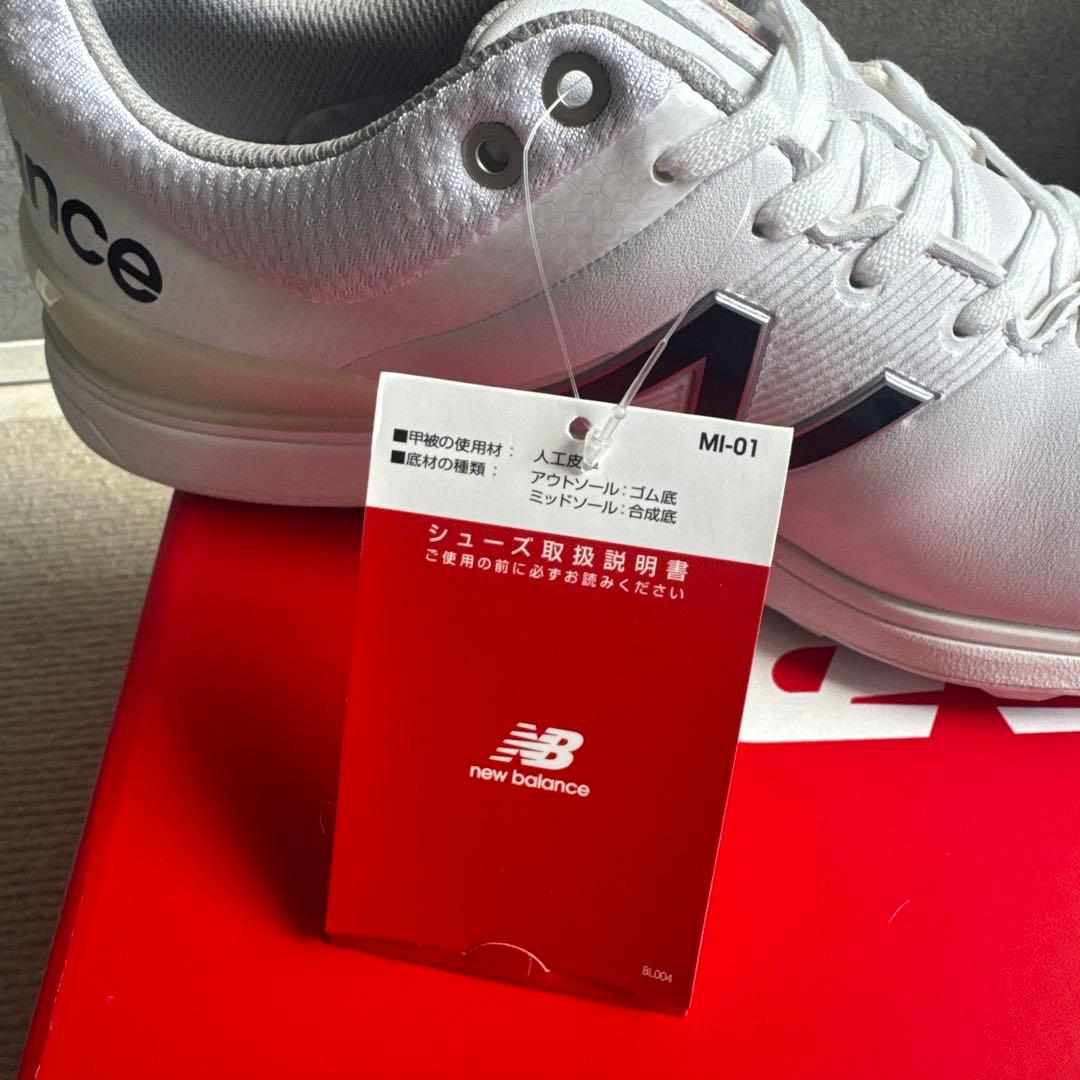 nce
MI-01
■甲被の使用材： 人工皮
■底材の種類： アウトソール：ゴム底
ミッドソール：合成底
シューズ取扱説明書
ご使用の前に必ずお読みください
NB
new balance
BL004